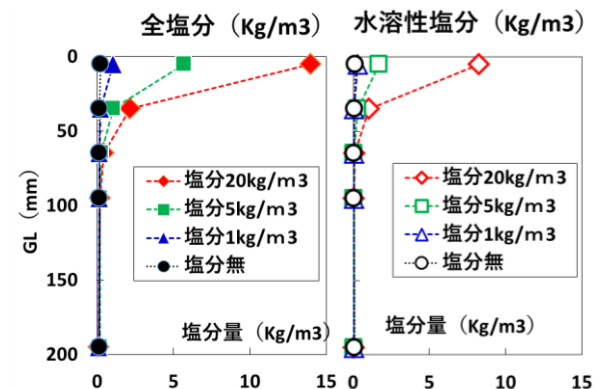 全塩分（Kg/m3） 水溶性塩分（Kg/m3）
0
50
100
150
200
GL（mm）
塩分20kg/m3
塩分5kg/m3
塩分1kg/m3
塩分無
塩分量（Kg/m3）
0 5 10 15
塩分20kg/m3
塩分5kg/m3
塩分1kg/m3
塩分無
塩分量（Kg/m3）
0 5 10 15